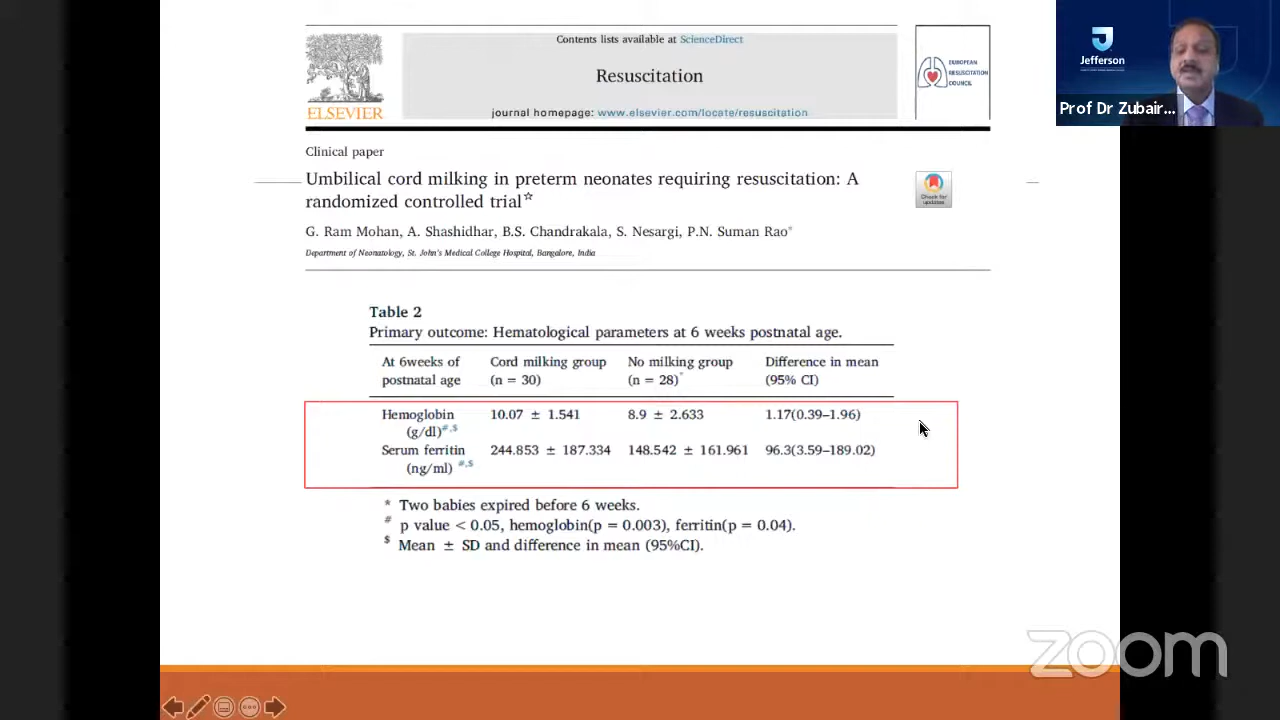 Contents lists available at ScienceDirect
Resuscitation
journal homepage: www.elsevier.com/locate/resuscitation
ELSEVIER
EUROPEAN
RESUSCITATION
COUNCIL
Jefferson
Prof Dr Zubair...
Clinical paper
Umbilical cord milking in preterm neonates requiring resuscitation: A
randomized controlled trial☆
Check for
updates
G. Ram Mohan, A. Shashidhar, B.S. Chandrakala, S. Nesargi, P.N. Suman Rao*
Department of Neonatology, St. John's Medical College Hospital, Bangalore, India
Table 2
Primary outcome: Hematological parameters at 6 weeks postnatal age.
At 6weeks of postnatal age Cord milking group (n = 30) No milking group (n = 28)* Difference in mean (95% CI)
Hemoglobin (g/dl)#,$ 10.07 ± 1.541 8.9 ± 2.633 1.17(0.39–1.96)
Serum ferritin (ng/ml) #,$ 244.853 ± 187.334 148.542 ± 161.961 96.3(3.59–189.02)
* Two babies expired before 6 weeks.
# p value < 0.05, hemoglobin(p = 0.003), ferritin(p = 0.04).
$ Mean ± SD and difference in mean (95%CI).
zoom